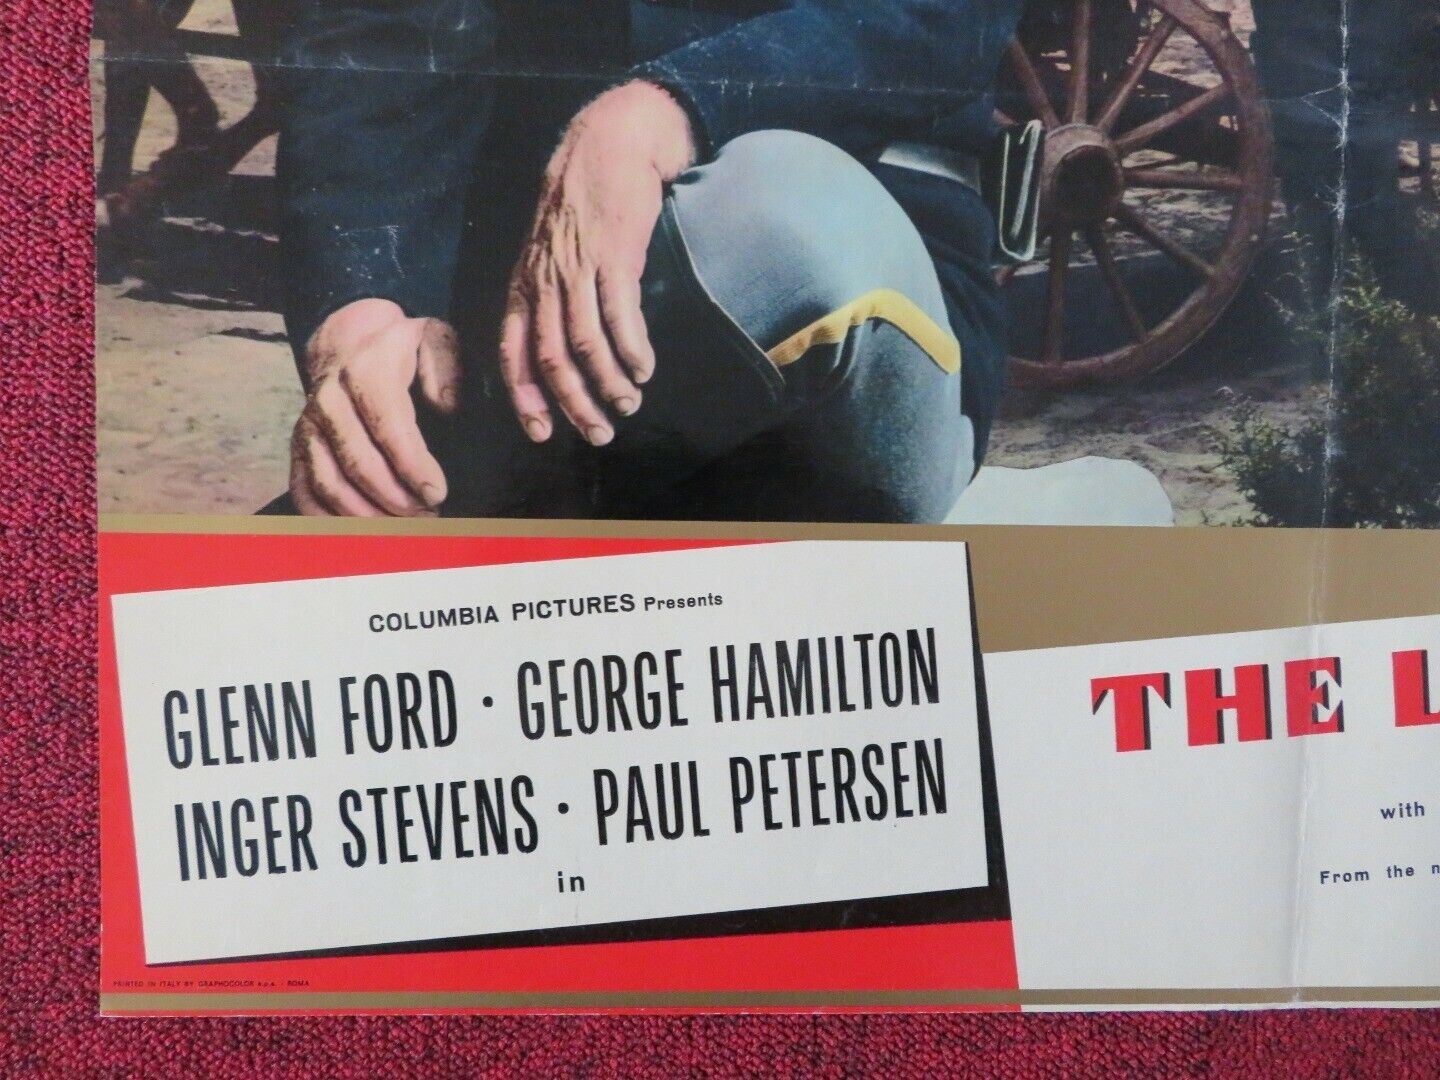 COLUMBIA PICTURES Presents
GLENN FORD · GEORGE HAMILTON
INGER STEVENS · PAUL PETERSEN
in
THE L
with
From the n
PRINTED IN ITALY BY GRAPHOCOLOR s.p.a. - ROMA